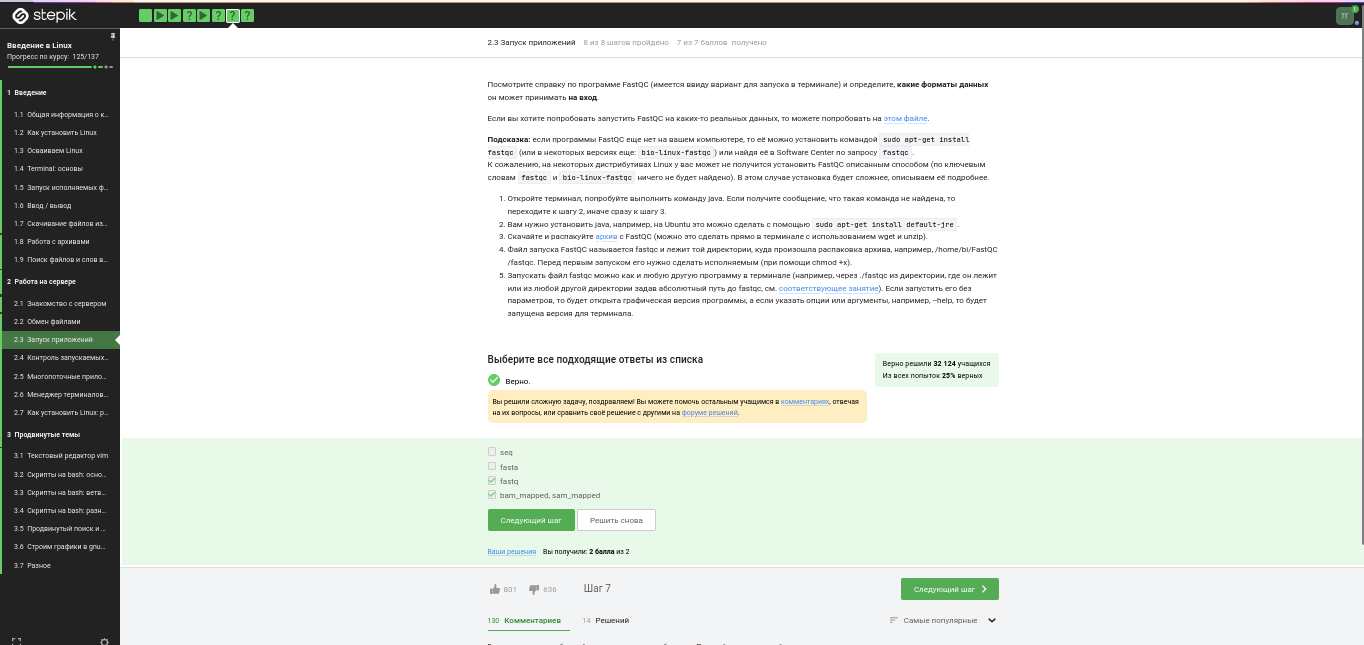 stepik
Введение в Linux
Прогресс по курсу: 125/137
1 Введение
1.1 Общая информация о к...
1.2 Как установить Linux
1.3 Осваиваем Linux
1.4 Terminal: основы
1.5 Запуск исполняемых ф...
1.6 Ввод / вывод
1.7 Скачивание файлов из...
1.8 Работа с архивами
1.9 Поиск файлов и слов в...
2 Работа на сервере
2.1 Знакомство с сервером
2.2 Обмен файлами
2.3 Запуск приложений
2.4 Контроль запускаемых...
2.5 Многопоточные прило...
2.6 Менеджер терминалов...
2.7 Как установить Linux: р...
3 Продвинутые темы
3.1 Текстовый редактор vim
3.2 Скрипты на bash: осно...
3.3 Скрипты на bash: ветв...
3.4 Скрипты на bash: разн...
3.5 Продвинутый поиск и ...
3.6 Строим графики в gnu...
3.7 Разное
2.3 Запуск приложений 8 из 8 шагов пройдено 7 из 7 баллов получено
Посмотрите справку по программе FastQC (имеется ввиду вариант для запуска в терминале) и определите, какие форматы данных
он может принимать на вход.
Если вы хотите попробовать запустить FastQC на каких-то реальных данных, то можете попробовать на этом файле.
Подсказка: если программы FastQC еще нет на вашем компьютере, то её можно установить командой sudo apt-get install
fastqc (или в некоторых версиях еще: bio-linux-fastqc) или найдя её в Software Center по запросу fastqc.
К сожалению, на некоторых дистрибутивах Linux у вас может не получится установить FastQC описанным способом (по ключевым
словам fastqc и bio-linux-fastqc ничего не будет найдено). В этом случае установка будет сложнее, описываем её подробнее.
1. Откройте терминал, попробуйте выполнить команду java. Если получите сообщение, что такая команда не найдена, то
переходите к шагу 2, иначе сразу к шагу 3.
2. Вам нужно установить java, например, на Ubuntu это можно сделать с помощью sudo apt-get install default-jre.
3. Скачайте и распакуйте архив с FastQC (можно это сделать прямо в терминале с использованием wget и unzip).
4. Файл запуска FastQC называется fastqc и лежит той директории, куда произошла распаковка архива, например, /home/bi/FastQC
/fastqc. Перед первым запуском его нужно сделать исполняемым (при помощи chmod +x).
5. Запускать файл fastqc можно как и любую другую программу в терминале (например, через ./fastqc из директории, где он лежит
или из любой другой директории задав абсолютный путь до fastqc, см. соответствующее занятие). Если запустить его без
параметров, то будет открыта графическая версия программы, а если указать опции или аргументы, например, --help, то будет
запущена версия для терминала.
Выберите все подходящие ответы из списка
Верно решили 32 124 учащихся
Из всех попыток 25% верных
Верно.
Вы решили сложную задачу, поздравляем! Вы можете помочь остальным учащимся в комментариях, отвечая
на их вопросы, или сравнить своё решение с другими на форуме решений.
seq
fasta
fastq
bam_mapped, sam_mapped
Следующий шаг Решить снова
Ваши решения Вы получили: 2 балла из 2
801 636 Шаг 7 Следующий шаг
130 Комментариев 14 Решений Самые популярные